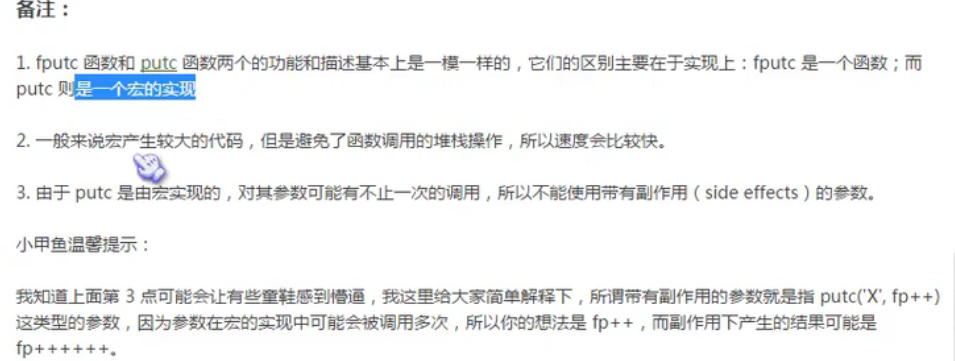 备注：
1. fputc 函数和 putc 函数两个的功能和描述基本上是一模一样的，它们的区别主要在于实现上：fputc 是一个函数；而
putc 则是一个宏的实现
2. 一般来说宏产生较大的代码，但是避免了函数调用的堆栈操作，所以速度会比较快。
3. 由于 putc 是由宏实现的，对其参数可能有不止一次的调用，所以不能使用带有副作用（side effects）的参数。
小甲鱼温馨提示：
我知道上面第 3 点可能会让有些童鞋感到懵逼，我这里给大家简单解释下，所谓带有副作用的参数就是指 putc('X', fp++)
这类型的参数，因为参数在宏的实现中可能会被调用多次，所以你的想法是 fp++，而副作用下产生的结果可能是
fp++++++。